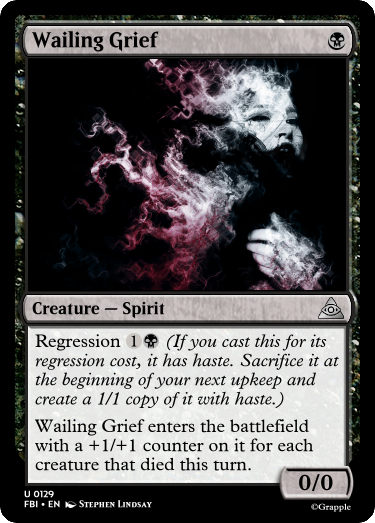 Wailing Grief
Creature — Spirit
Regression 1 (If you cast this for its
regression cost, it has haste. Sacrifice it at
the beginning of your next upkeep and
create a 1/1 copy of it with haste.)
Wailing Grief enters the battlefield
with a +1/+1 counter on it for each
creature that died this turn.
0/0
U 0129
FBI • EN Stephen Lindsay
©Grapple